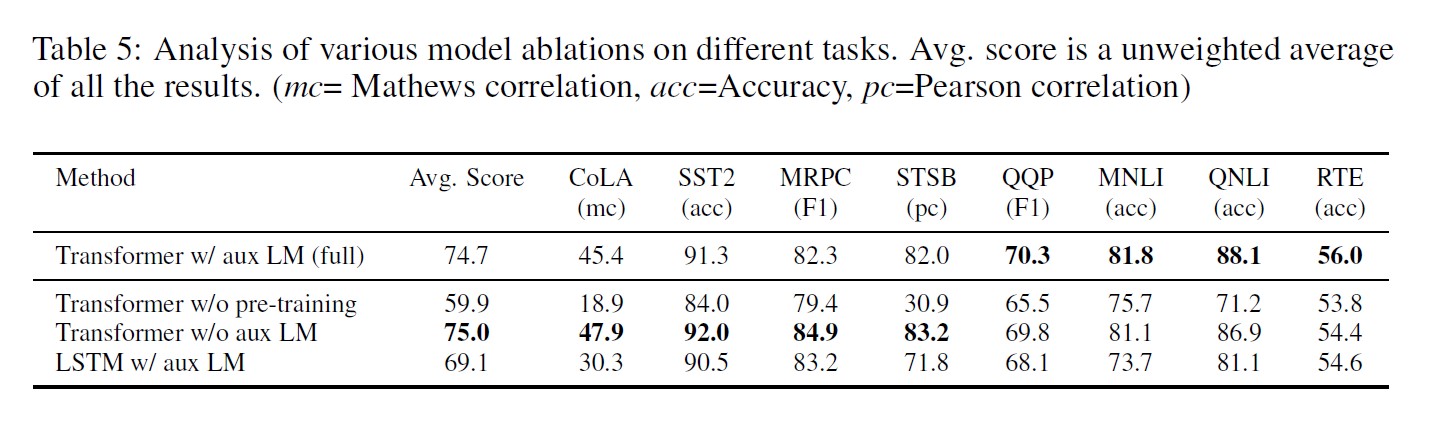 Table 5: Analysis of various model ablations on different tasks. Avg. score is a unweighted average
of all the results. (mc= Mathews correlation, acc=Accuracy, pc=Pearson correlation)
Method Avg. Score CoLA SST2 MRPC STSB QQP MNLI QNLI RTE
(mc) (acc) (F1) (pc) (F1) (acc) (acc) (acc)
Transformer w/ aux LM (full) 74.7 45.4 91.3 82.3 82.0 70.3 81.8 88.1 56.0
Transformer w/o pre-training 59.9 18.9 84.0 79.4 30.9 65.5 75.7 71.2 53.8
Transformer w/o aux LM 75.0 47.9 92.0 84.9 83.2 69.8 81.1 86.9 54.4
LSTM w/ aux LM 69.1 30.3 90.5 83.2 71.8 68.1 73.7 81.1 54.6